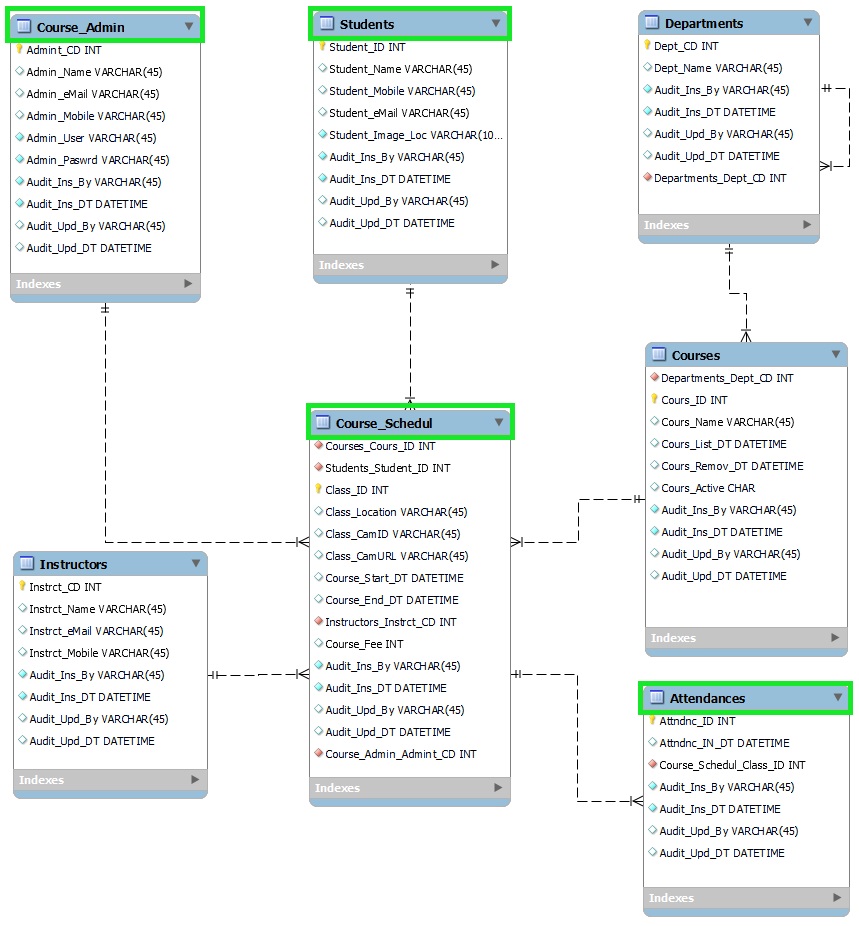 Course_Admin
Admint_CD INT
Admin_Name VARCHAR(45)
Admin_eMail VARCHAR(45)
Admin_Mobile VARCHAR(45)
Admin_User VARCHAR(45)
Admin_Paswrd VARCHAR(45)
Audit_Ins_By VARCHAR(45)
Audit_Ins_DT DATETIME
Audit_Upd_By VARCHAR(45)
Audit_Upd_DT DATETIME
Indexes
Students
Student_ID INT
Student_Name VARCHAR(45)
Student_Mobile VARCHAR(45)
Student_eMail VARCHAR(45)
Student_Image_Loc VARCHAR(10...
Audit_Ins_By VARCHAR(45)
Audit_Ins_DT DATETIME
Audit_Upd_By VARCHAR(45)
Audit_Upd_DT DATETIME
Indexes
Departments
Dept_CD INT
Dept_Name VARCHAR(45)
Audit_Ins_By VARCHAR(45)
Audit_Ins_DT DATETIME
Audit_Upd_By VARCHAR(45)
Audit_Upd_DT DATETIME
Departments_Dept_CD INT
Indexes
Courses
Departments_Dept_CD INT
Cours_ID INT
Cours_Name VARCHAR(45)
Cours_List_DT DATETIME
Cours_Remov_DT DATETIME
Cours_Active CHAR
Audit_Ins_By VARCHAR(45)
Audit_Ins_DT DATETIME
Audit_Upd_By VARCHAR(45)
Audit_Upd_DT DATETIME
Indexes
Course_Schedul
Courses_Cours_ID INT
Students_Student_ID INT
Class_ID INT
Class_Location VARCHAR(45)
Class_CamID VARCHAR(45)
Class_CamURL VARCHAR(45)
Course_Start_DT DATETIME
Course_End_DT DATETIME
Instructors_Instrct_CD INT
Course_Fee INT
Audit_Ins_By VARCHAR(45)
Audit_Ins_DT DATETIME
Audit_Upd_By VARCHAR(45)
Audit_Upd_DT DATETIME
Course_Admin_Admint_CD INT
Indexes
Instructors
Instrct_CD INT
Instrct_Name VARCHAR(45)
Instrct_eMail VARCHAR(45)
Instrct_Mobile VARCHAR(45)
Audit_Ins_By VARCHAR(45)
Audit_Ins_DT DATETIME
Audit_Upd_By VARCHAR(45)
Audit_Upd_DT DATETIME
Indexes
Attendances
Attndnc_ID INT
Attndnc_IN_DT DATETIME
Course_Schedul_Class_ID INT
Audit_Ins_By VARCHAR(45)
Audit_Ins_DT DATETIME
Audit_Upd_By VARCHAR(45)
Audit_Upd_DT DATETIME
Indexes